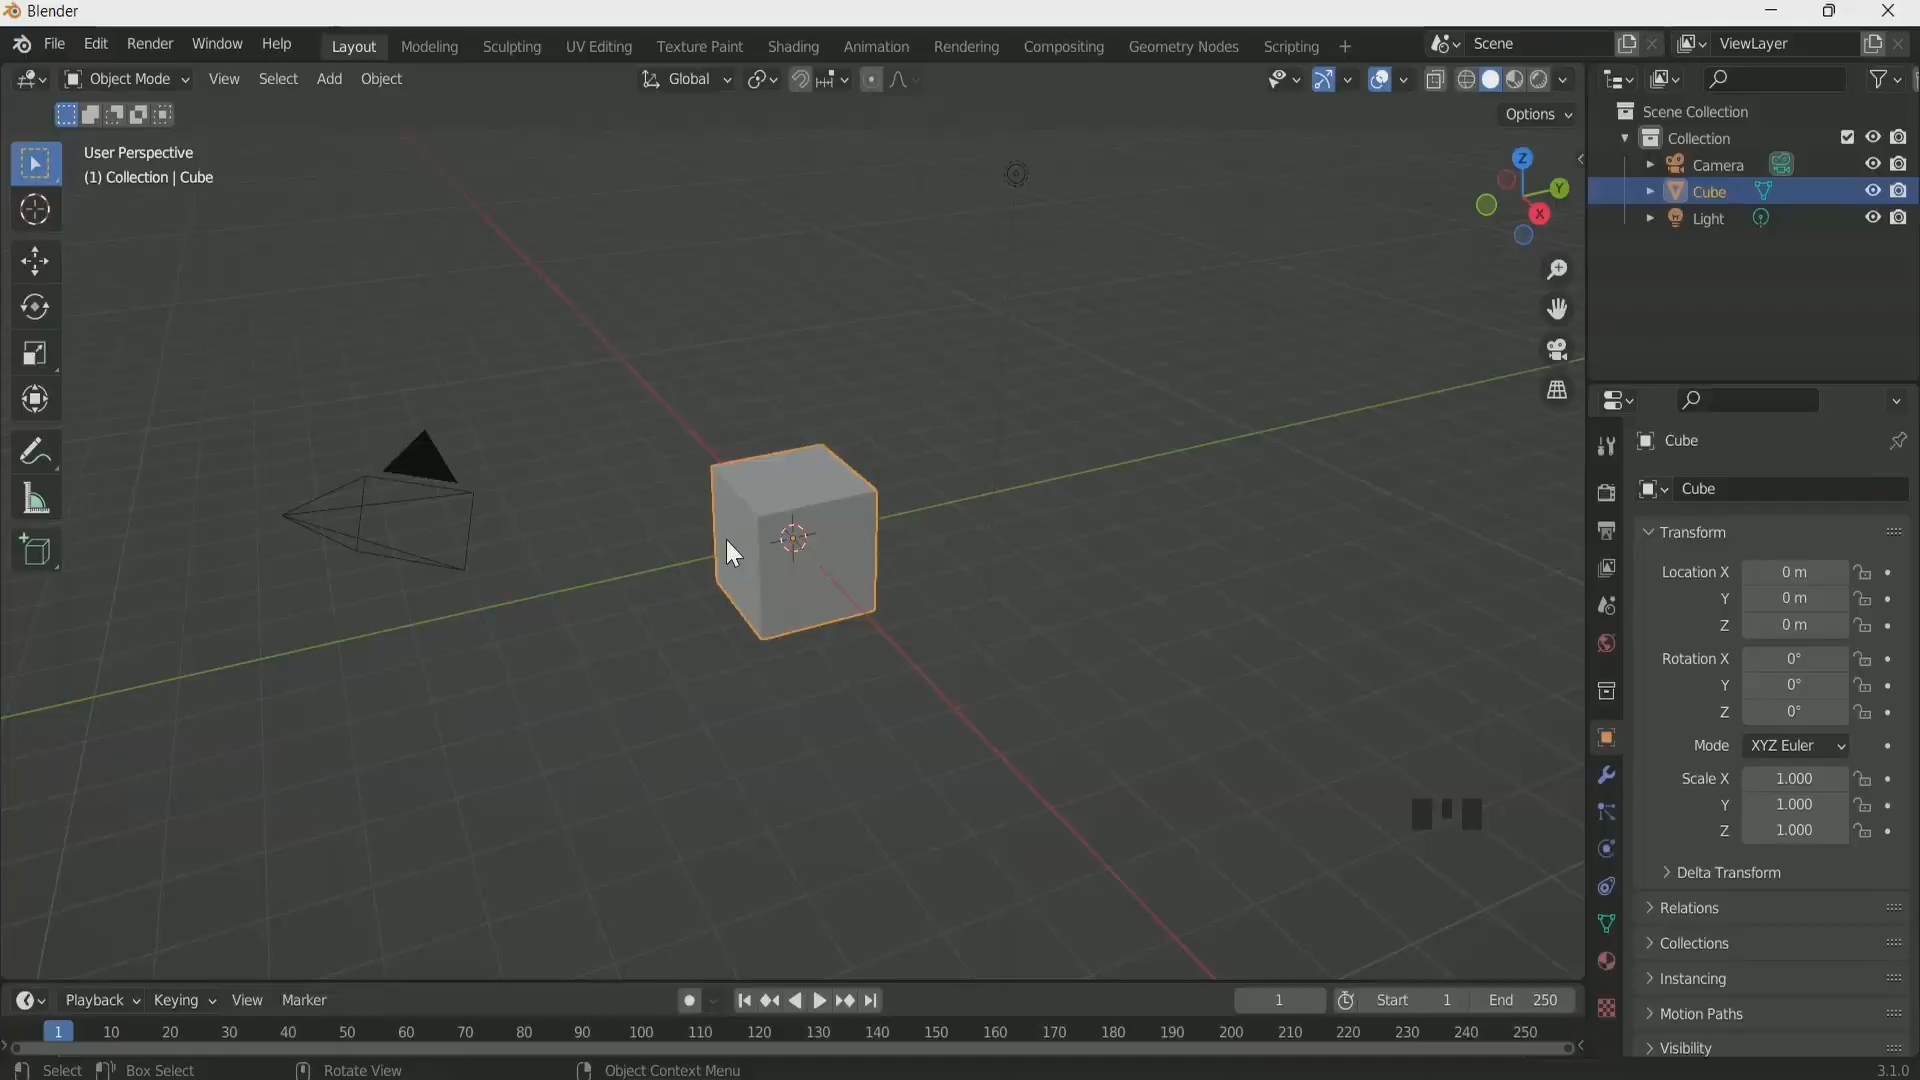 Blender
File Edit Render Window Help Layout Modeling Sculpting UV Editing Texture Paint Shading Animation Rendering Compositing Geometry Nodes Scripting + Scene ViewLayer
Object Mode View Select Add Object Global
Options
User Perspective
(1) Collection | Cube
Z
Y
X
Scene Collection
Collection
Camera
Cube
Light
Cube
Cube
Transform
Location X 0 m
Y 0 m
Z 0 m
Rotation X 0°
Y 0°
Z 0°
Mode XYZ Euler
Scale X 1.000
Y 1.000
Z 1.000
Delta Transform
Relations
Collections
Instancing
Motion Paths
Visibility
Playback Keying View Marker 1 Start 1 End 250
1 10 20 30 40 50 60 70 80 90 100 110 120 130 140 150 160 170 180 190 200 210 220 230 240 250
Select Box Select Rotate View Object Context Menu 3.1.0